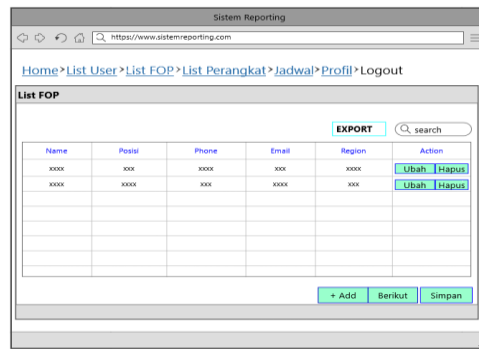 Sistem Reporting
https://www.sistemreporting.com
Home>List User>List FOP>List Perangkat>Jadwal>Profil>Logout
List FOP
EXPORT search
Name Posisi Phone Email Region Action
xxxx xxx xxxx xxx xxxx Ubah Hapus
xxxx xxxx xxx xxxx xxx Ubah Hapus
+ Add Berikut Simpan